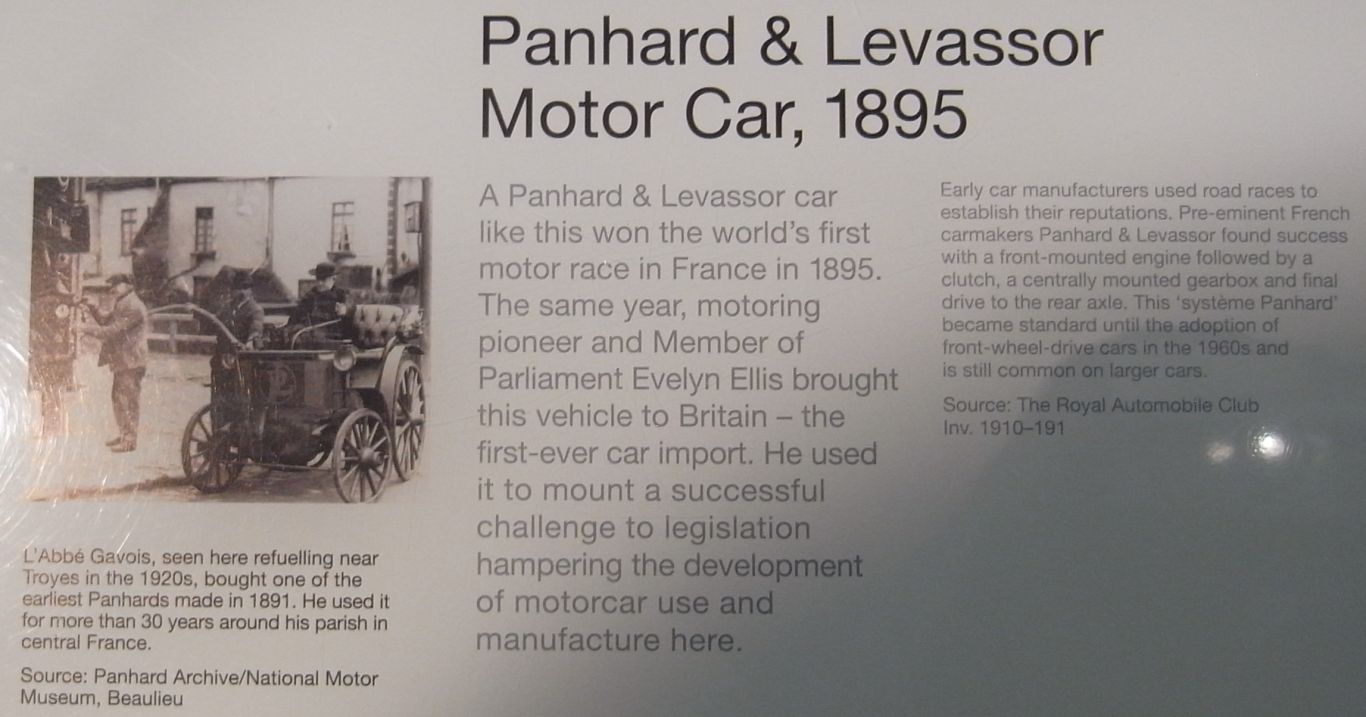 Panhard & Levassor
Motor Car, 1895
A Panhard & Levassor car
like this won the world's first
motor race in France in 1895.
The same year, motoring
pioneer and Member of
Parliament Evelyn Ellis brought
this vehicle to Britain – the
first-ever car import. He used
it to mount a successful
challenge to legislation
hampering the development
of motorcar use and
manufacture here.
Early car manufacturers used road races to
establish their reputations. Pre-eminent French
carmakers Panhard & Levassor found success
with a front-mounted engine followed by a
clutch, a centrally mounted gearbox and final
drive to the rear axle. This 'système Panhard'
became standard until the adoption of
front-wheel-drive cars in the 1960s and
is still common on larger cars.
Source: The Royal Automobile Club
Inv. 1910–191
L'Abbé Gavois, seen here refuelling near
Troyes in the 1920s, bought one of the
earliest Panhards made in 1891. He used it
for more than 30 years around his parish in
central France.
Source: Panhard Archive/National Motor
Museum, Beaulieu